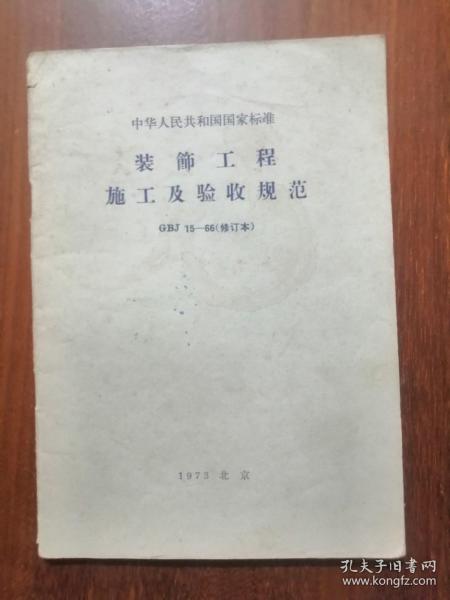 中华人民共和国国家标准
装飾工程
施工及验收规范
GBJ 15—66(修订本)
1973 北京
孔夫子旧书网
www.kongfz.com